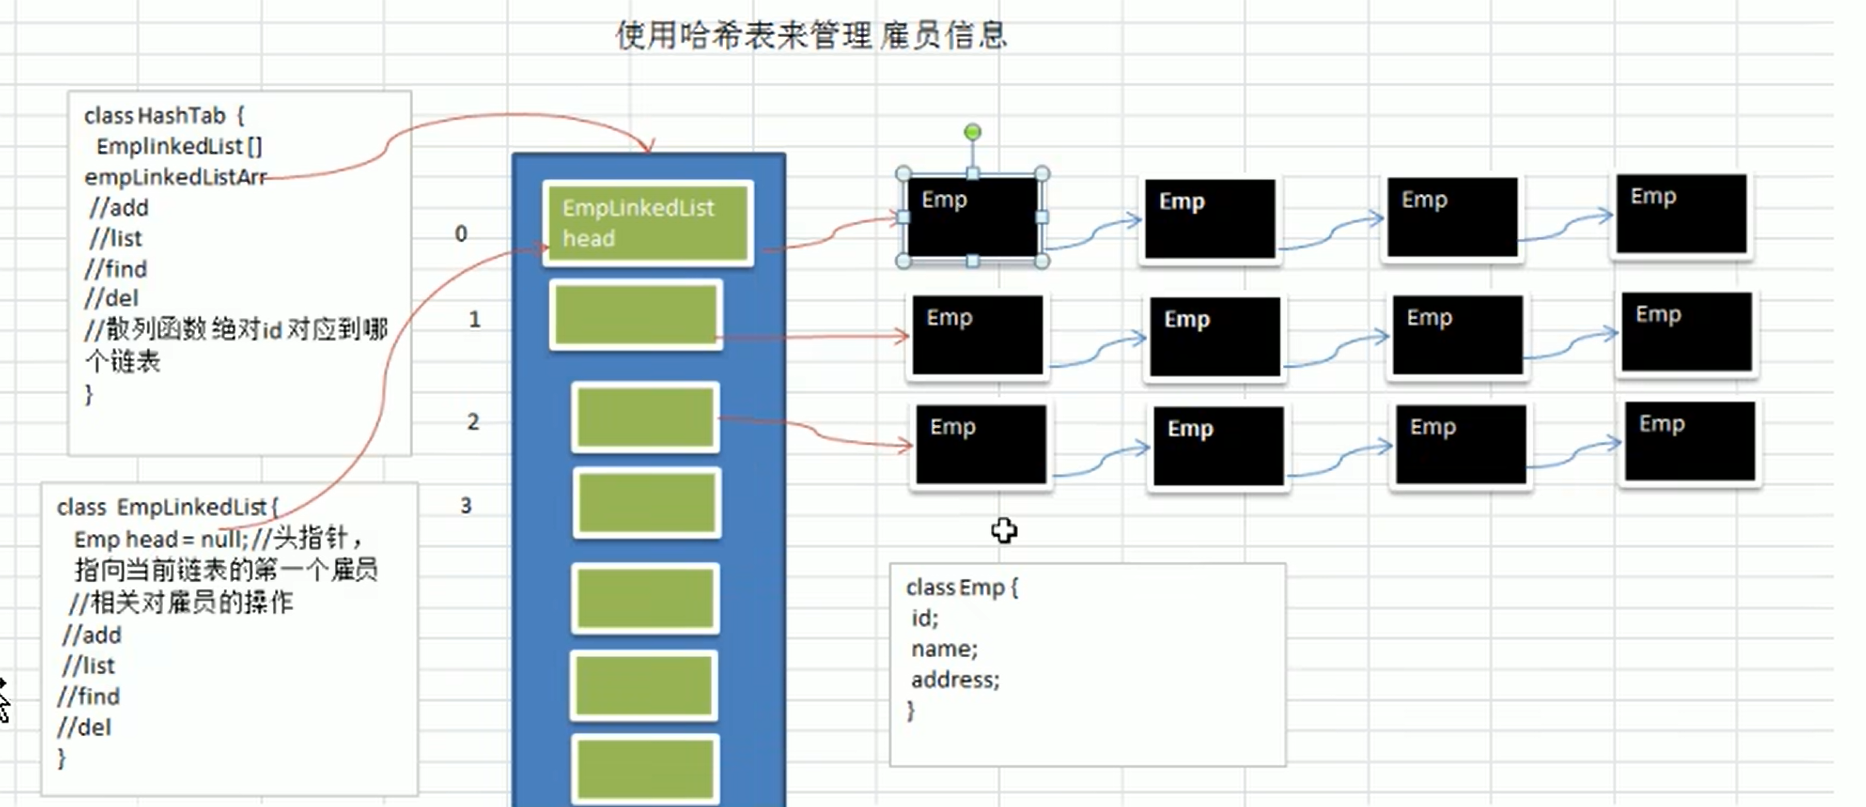 使用哈希表来管理 雇员信息
class HashTab {
EmplinkedList []
empLinkedListArr
//add
//list
//find
//del
//散列函数 绝对id 对应到哪
个链表
}
class EmpLinkedList {
Emp head = null; //头指针，
指向当前链表的第一个雇员
//相关对雇员的操作
//add
//list
//find
//del
}
0
1
2
3
EmpLinkedList
head
Emp
Emp
Emp
Emp
Emp
Emp
Emp
Emp
Emp
Emp
Emp
Emp
class Emp {
id;
name;
address;
}